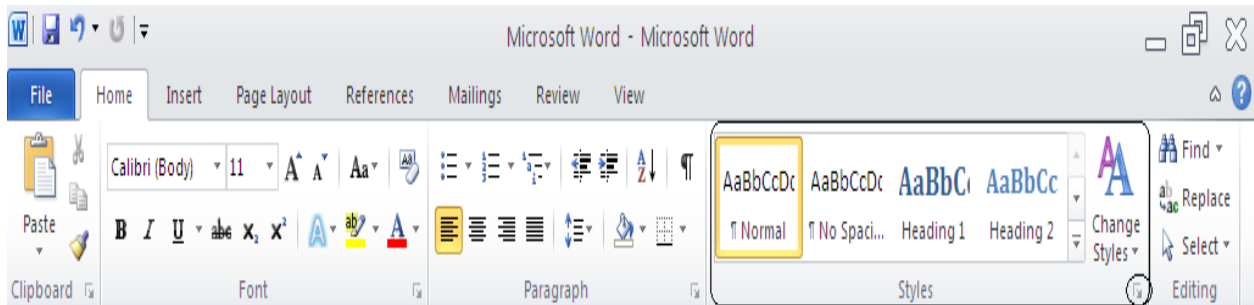 Microsoft Word - Microsoft Word
File Home Insert Page Layout References Mailings Review View
Calibri (Body) 11 A A Aa
Paste
B I U abc X₂ X² A ab A
AaBbCcDc AaBbCcDc AaBbC AaBbCc
¶ Normal ¶ No Spaci... Heading 1 Heading 2
Change
Styles
Find
Replace
Select
Clipboard Font Paragraph Styles Editing